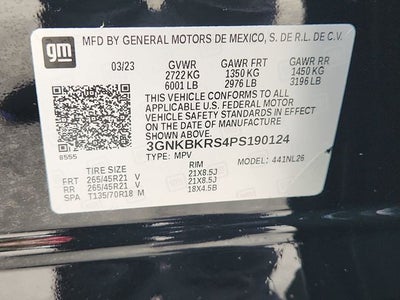 gm
MFD BY GENERAL MOTORS DE MEXICO, S. DE R.L. DE C.V.
03/23 GVWR GAWR FRT GAWR RR
2722 KG 1350 KG 1450 KG
6001 LB 2976 LB 3196 LB
THIS VEHICLE CONFORMS TO ALL
APPLICABLE U.S. FEDERAL MOTOR
VEHICLE SAFETY STANDARDS IN
EFFECT ON THE DATE OF MANUFACTURE
SHOWN ABOVE.
3GNKBKRS4PS190124
8555 TYPE: MPV MODEL: 441NL26
TIRE SIZE RIM
FRT 265/45R21 V 21X8.5J
RR 265/45R21 V 21X8.5J
SPA T135/70R18 M 18X4.5B